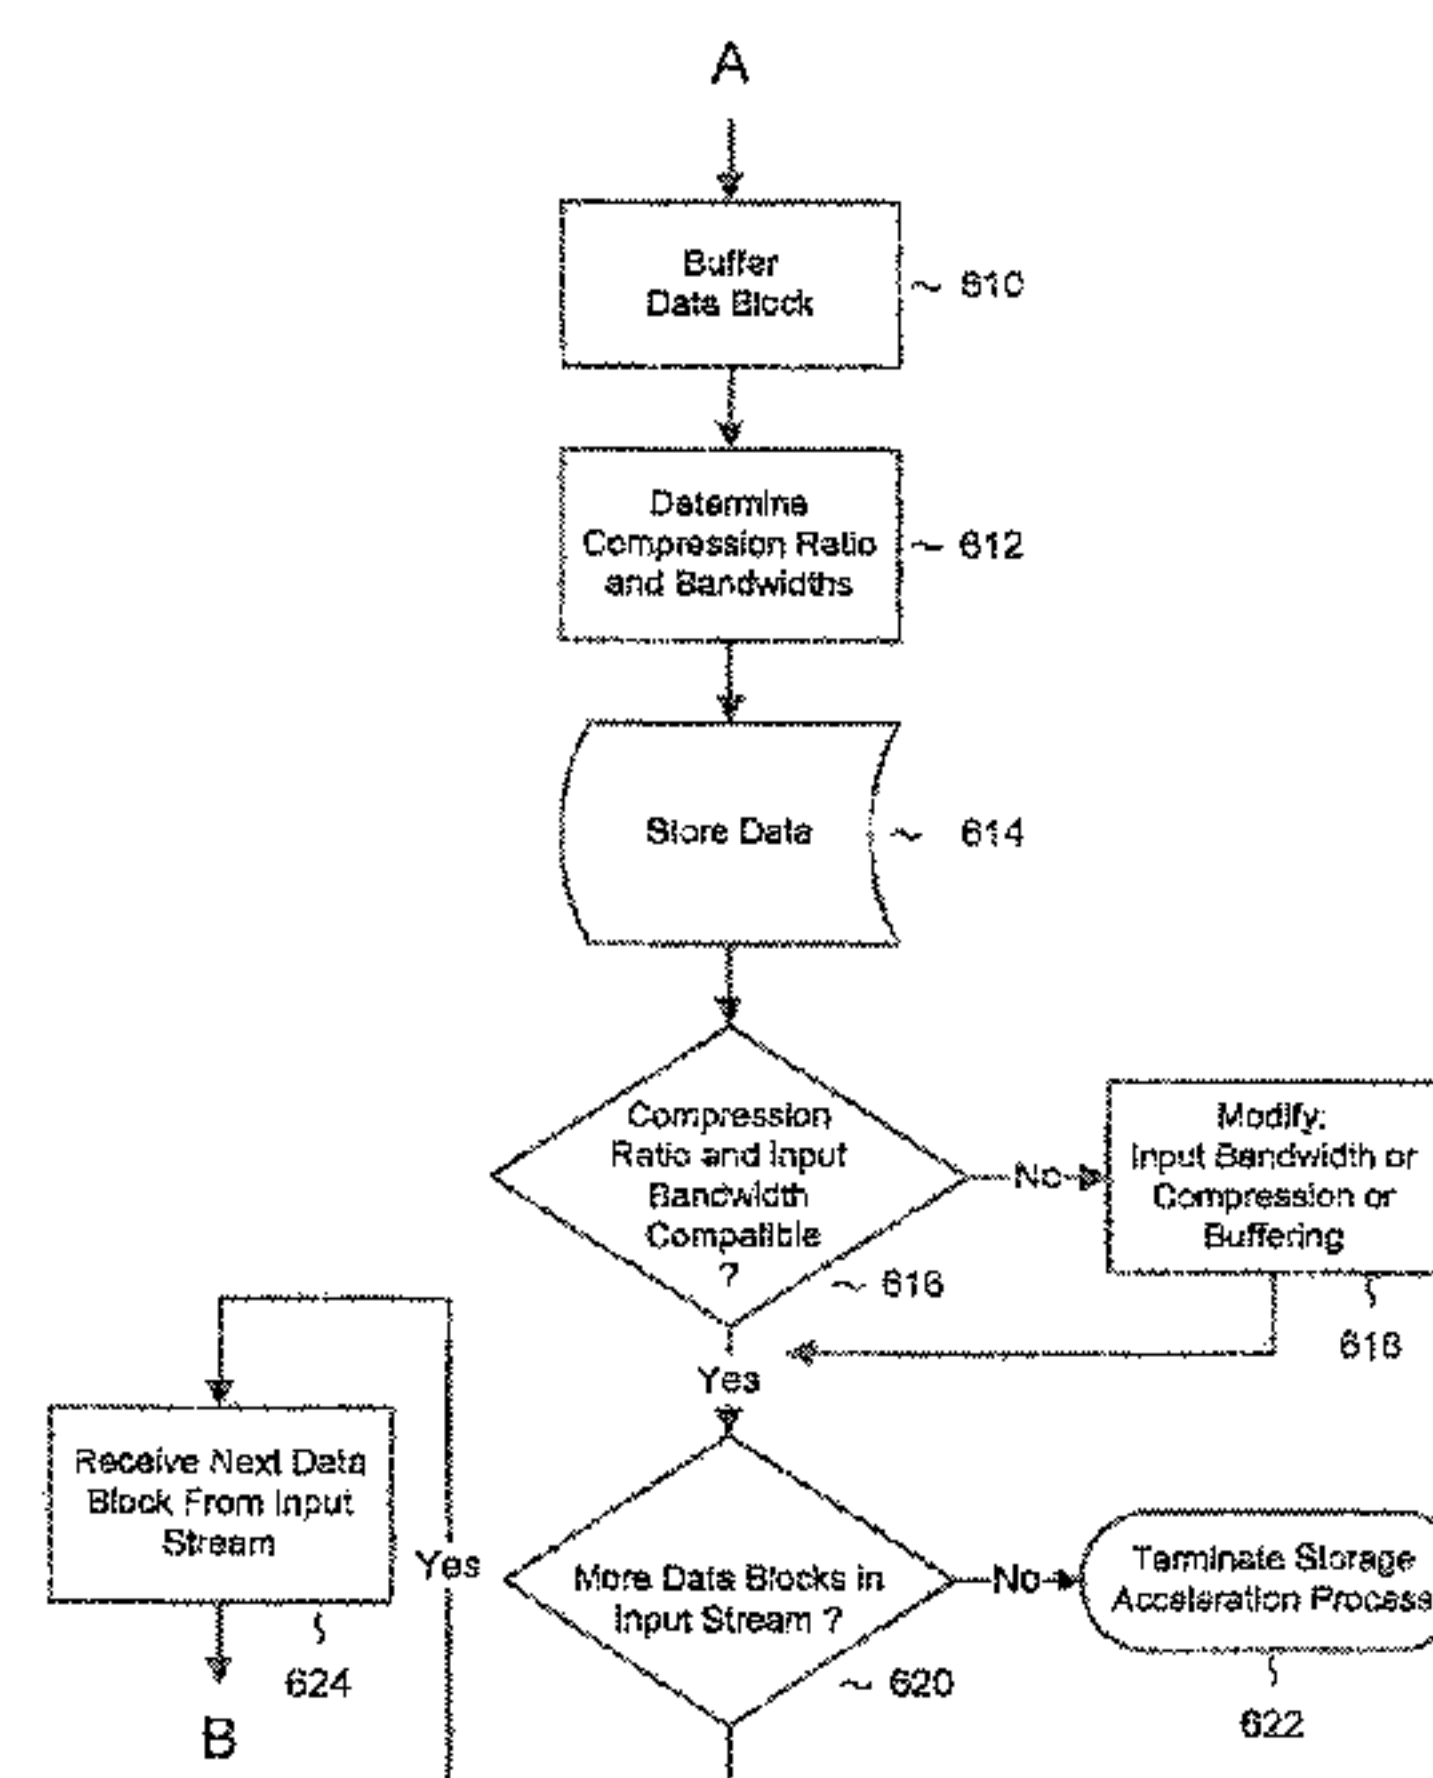 A
Buffer
Data Block
~ 610
Determine
Compression Ratio
and Bandwidths
~ 612
Store Data
~ 614
Compression
Ratio and Input
Bandwidth
Compatible
?
~ 616
No
Modify:
Input Bandwidth or
Compression or
Buffering
618
Yes
Receive Next Data
Block From Input
Stream
624
B
Yes
More Data Blocks in
Input Stream ?
~ 620
No
Terminate Storage
Acceleration Process
622